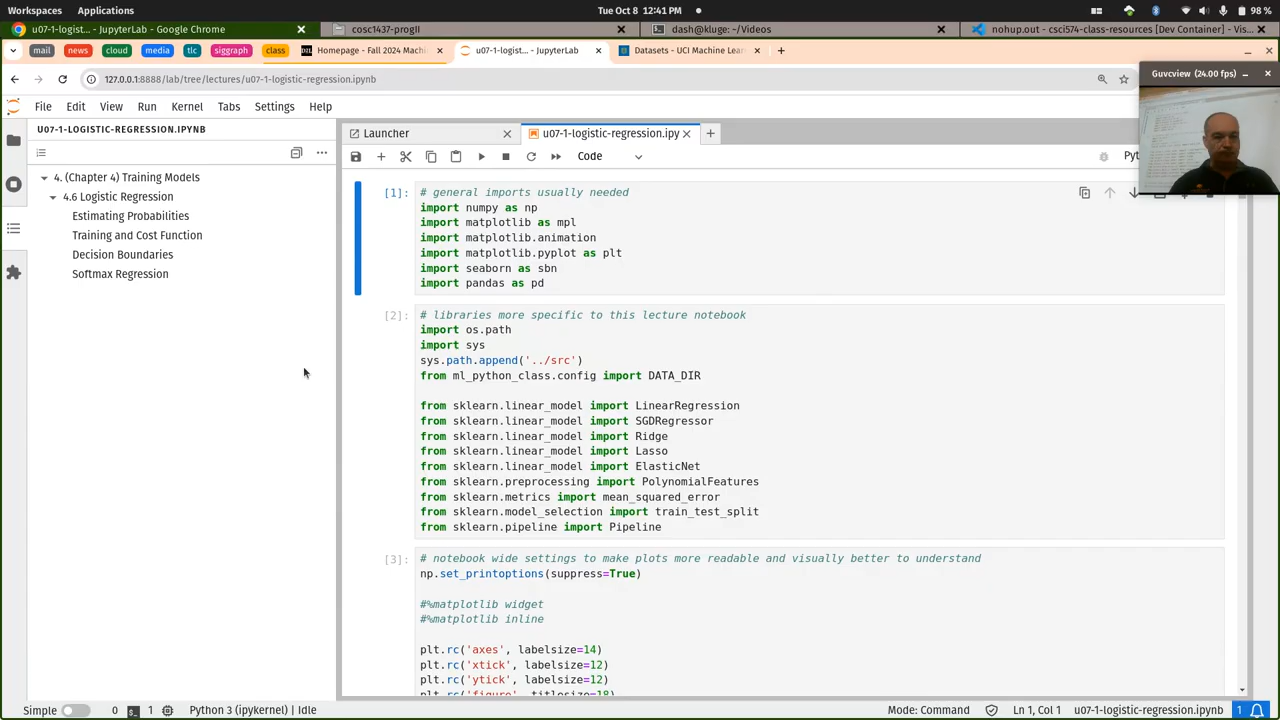 Workspaces Applications Tue Oct 8 12:41 PM 98 %
u07-1-logist... - JupyterLab - Google Chrome cosc1437-progII dash@kluge: ~/Videos nohup.out - csci574-class-resources [Dev Container] - Vis...
mail news cloud media tlc siggraph class Homepage - Fall 2024 Machin u07-1-logisti... - JupyterLab Datasets - UCI Machine Lear
127.0.0.1:8888/lab/tree/lectures/u07-1-logistic-regression.ipynb
Guvcview (24.00 fps)
File Edit View Run Kernel Tabs Settings Help
U07-1-LOGISTIC-REGRESSION.IPYNB
Launcher u07-1-logistic-regression.ipy
Code Pyt
4. (Chapter 4) Training Models
4.6 Logistic Regression
Estimating Probabilities
Training and Cost Function
Decision Boundaries
Softmax Regression
[1]: # general imports usually needed
import numpy as np
import matplotlib as mpl
import matplotlib.animation
import matplotlib.pyplot as plt
import seaborn as sbn
import pandas as pd
[2]: # libraries more specific to this lecture notebook
import os.path
import sys
sys.path.append('../src')
from ml_python_class.config import DATA_DIR
from sklearn.linear_model import LinearRegression
from sklearn.linear_model import SGDRegressor
from sklearn.linear_model import Ridge
from sklearn.linear_model import Lasso
from sklearn.linear_model import ElasticNet
from sklearn.preprocessing import PolynomialFeatures
from sklearn.metrics import mean_squared_error
from sklearn.model_selection import train_test_split
from sklearn.pipeline import Pipeline
[3]: # notebook wide settings to make plots more readable and visually better to understand
np.set_printoptions(suppress=True)
#%matplotlib widget
#%matplotlib inline
plt.rc('axes', labelsize=14)
plt.rc('xtick', labelsize=12)
plt.rc('ytick', labelsize=12)
plt.rc('figure', titlesize=18)
Simple 0 1 Python 3 (ipykernel) | Idle Mode: Command Ln 1, Col 1 u07-1-logistic-regression.ipynb 1